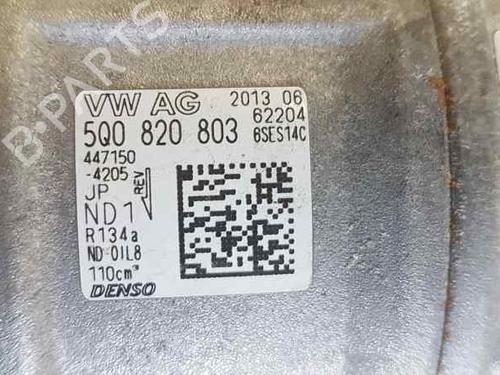 VW AG 2013 06
62204
5Q0 820 803 6SES14C
447150
-4205
JP REV
ND1
R134a
ND-OIL8
110cm³
DENSO
B-PARTS